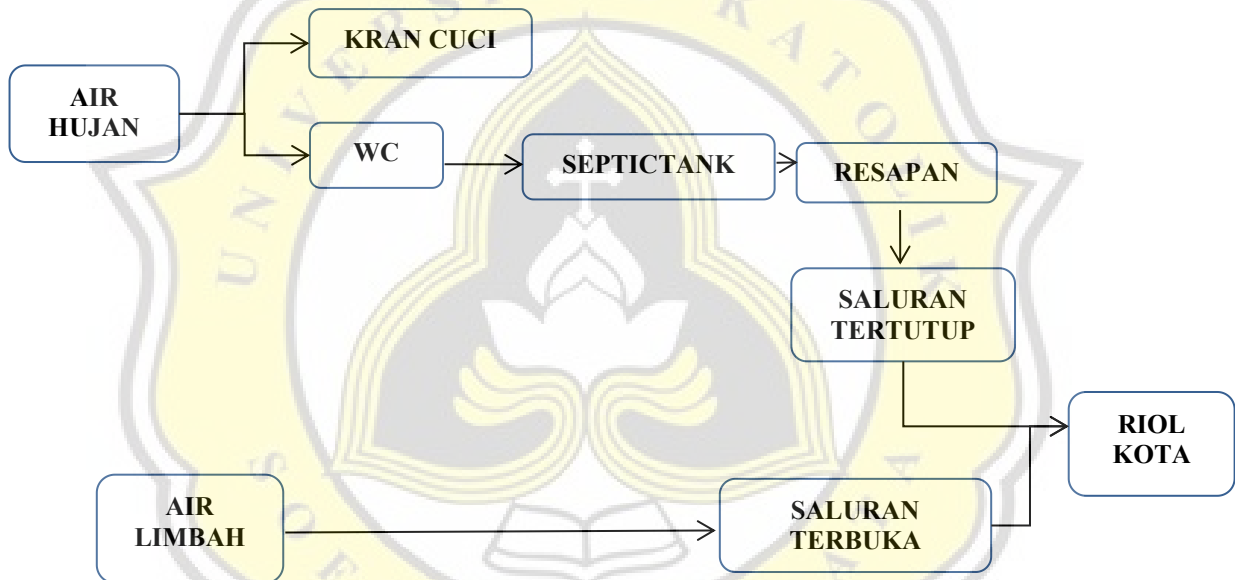 KRAN CUCI
AIR
HUJAN
WC
SEPTICTANK
RESAPAN
SALURAN
TERTUTUP
RIOL
KOTA
AIR
LIMBAH
SALURAN
TERBUKA